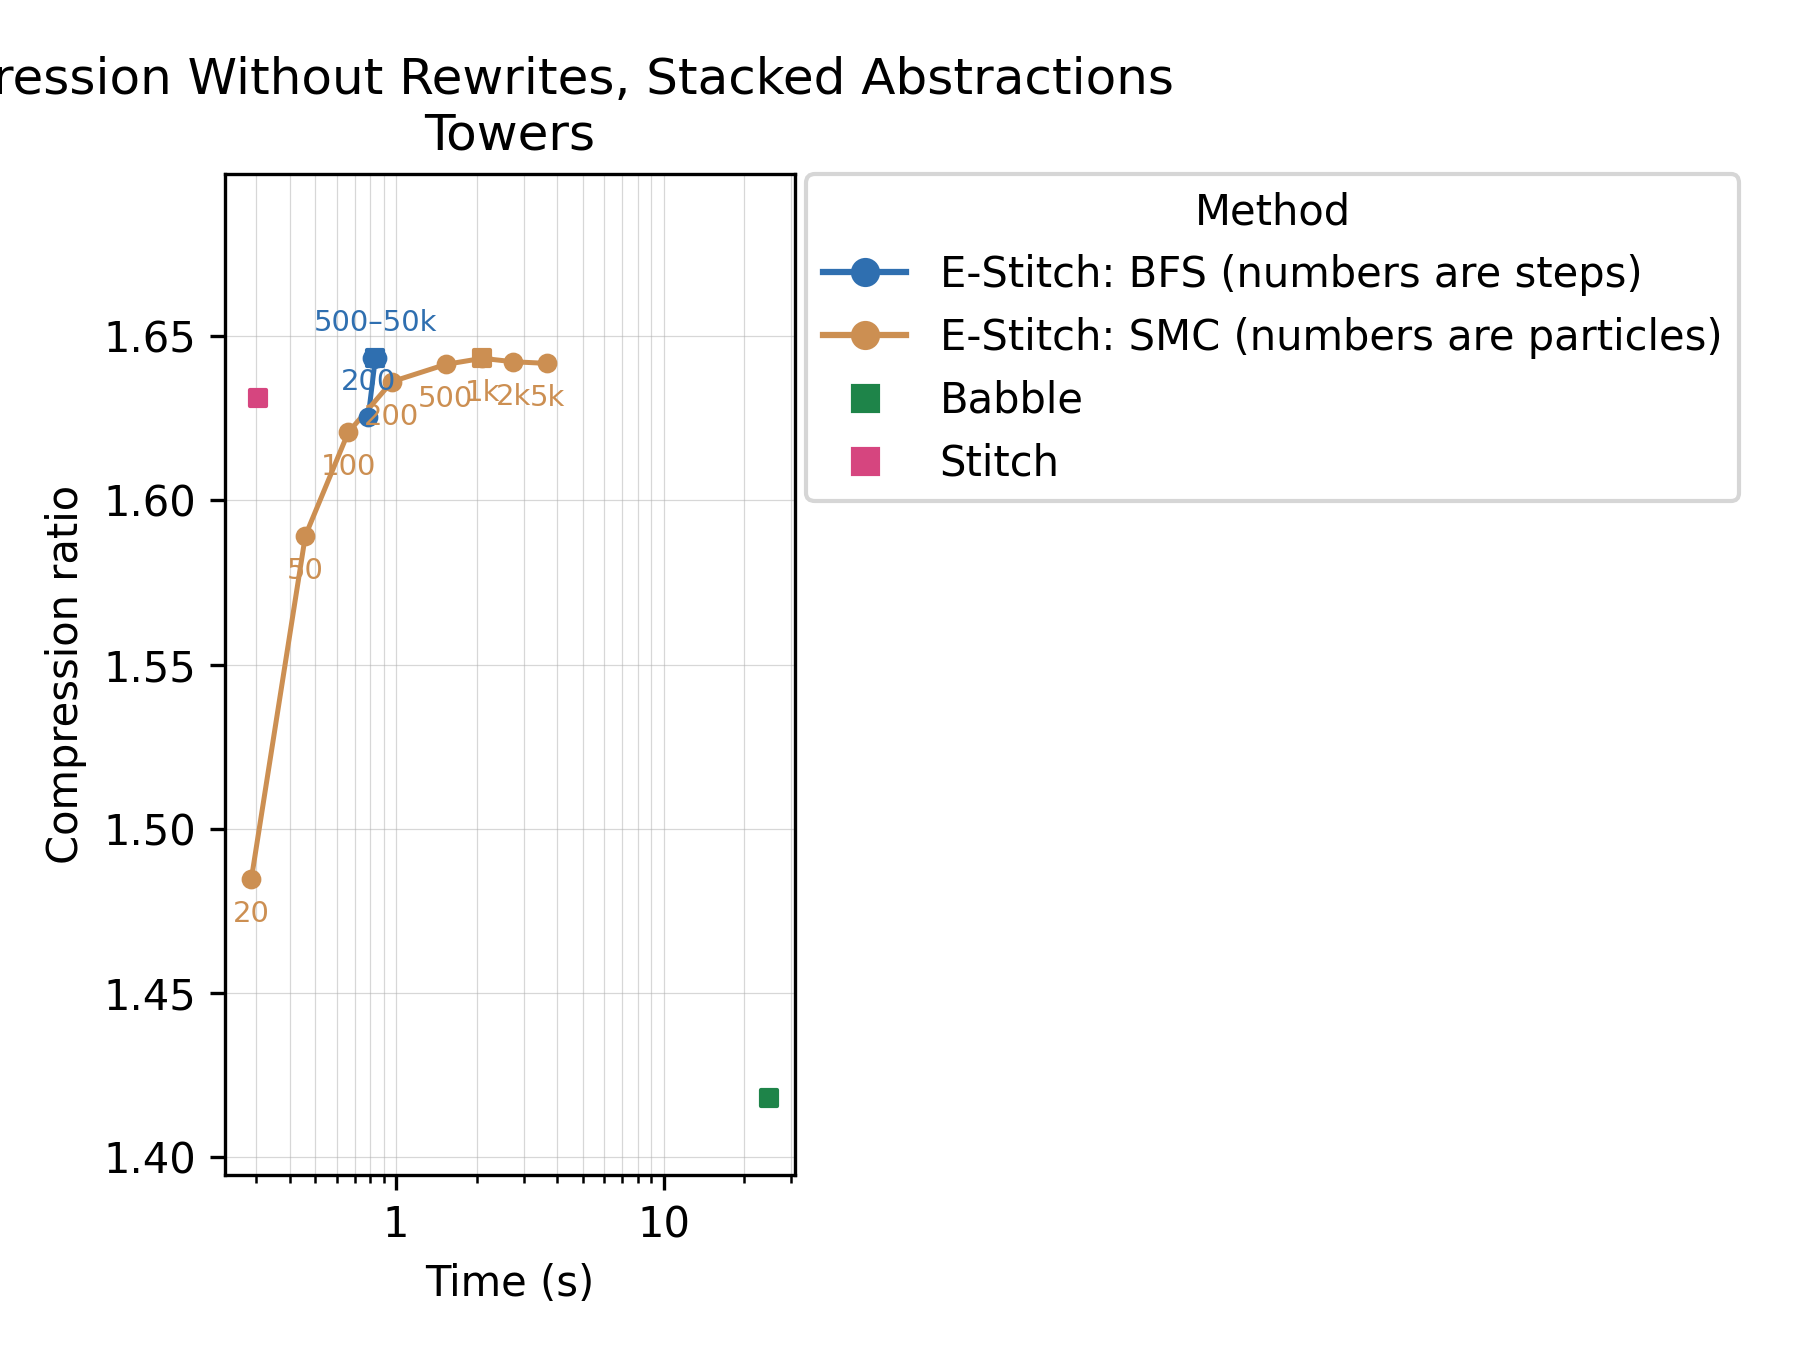 ression Without Rewrites, Stacked Abstractions
Towers
Method
E-Stitch: BFS (numbers are steps)
E-Stitch: SMC (numbers are particles)
Babble
Stitch
Compression ratio
1.65
1.60
1.55
1.50
1.45
1.40
500–50k
200
200
500
1k
2k
5k
100
50
20
1
10
Time (s)